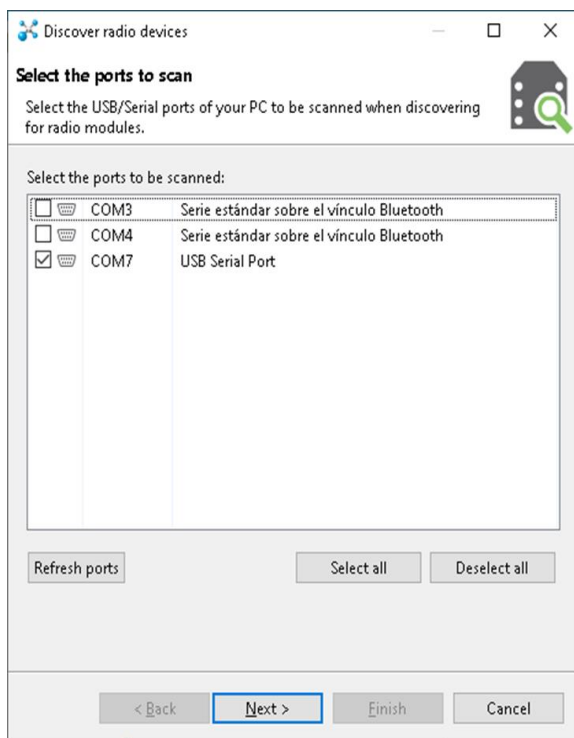 Discover radio devices
Select the ports to scan
Select the USB/Serial ports of your PC to be scanned when discovering
for radio modules.
Select the ports to be scanned:
COM3 Serie estándar sobre el vínculo Bluetooth
COM4 Serie estándar sobre el vínculo Bluetooth
COM7 USB Serial Port
Refresh ports Select all Deselect all
< Back Next > Finish Cancel